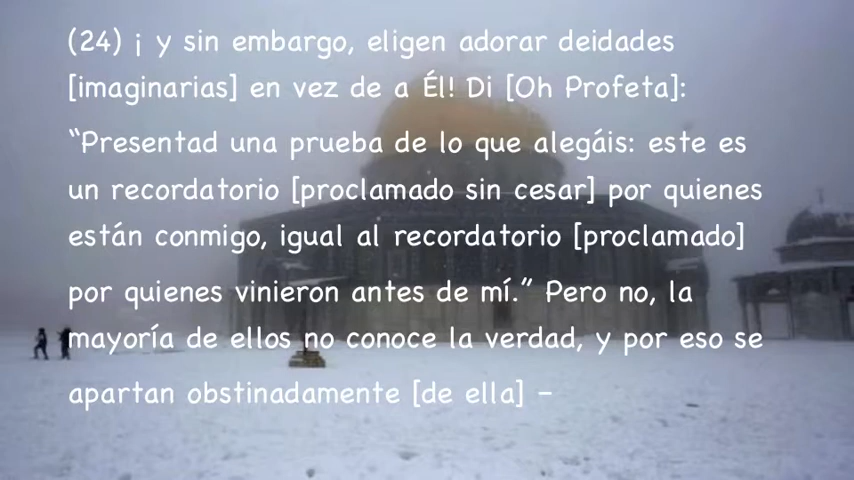 (24) ¡ y sin embargo, eligen adorar deidades
[imaginarias] en vez de a Él! Di [Oh Profeta]:
“Presentad una prueba de lo que alegáis: este es
un recordatorio [proclamado sin cesar] por quienes
están conmigo, igual al recordatorio [proclamado]
por quienes vinieron antes de mí.” Pero no, la
mayoría de ellos no conoce la verdad, y por eso se
apartan obstinadamente [de ella] –